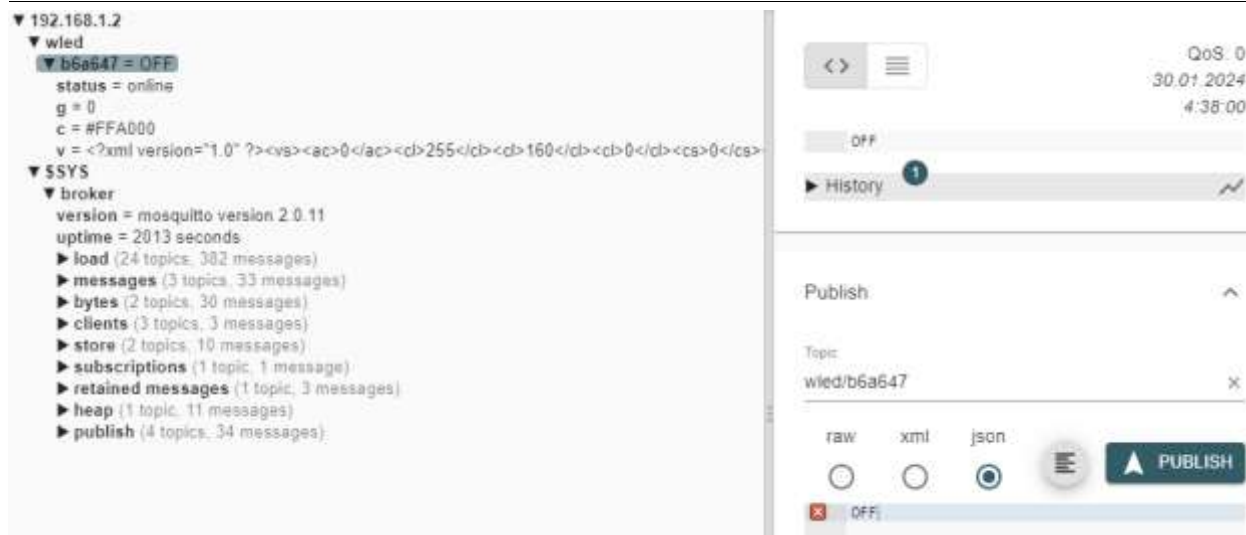 ▼ 192.168.1.2
▼ wled
▼ b6a647 = OFF
status = online
g = 0
c = #FFA000
v = <?xml version="1.0" ?><vs><ac>0</ac><cl>255</cl><cl>160</cl><cl>0</cl><cs>0</cs>
▼ $SYS
▼ broker
version = mosquitto version 2.0.11
uptime = 2013 seconds
▶ load (24 topics, 382 messages)
▶ messages (3 topics, 33 messages)
▶ bytes (2 topics, 30 messages)
▶ clients (3 topics, 3 messages)
▶ store (2 topics, 10 messages)
▶ subscriptions (1 topic, 1 message)
▶ retained messages (1 topic, 3 messages)
▶ heap (1 topic, 11 messages)
▶ publish (4 topics, 34 messages)
QoS: 0
30.01.2024
4:38:00
OFF
▶ History 1
Publish
Topic
wled/b6a647
raw xml json
PUBLISH
OFF